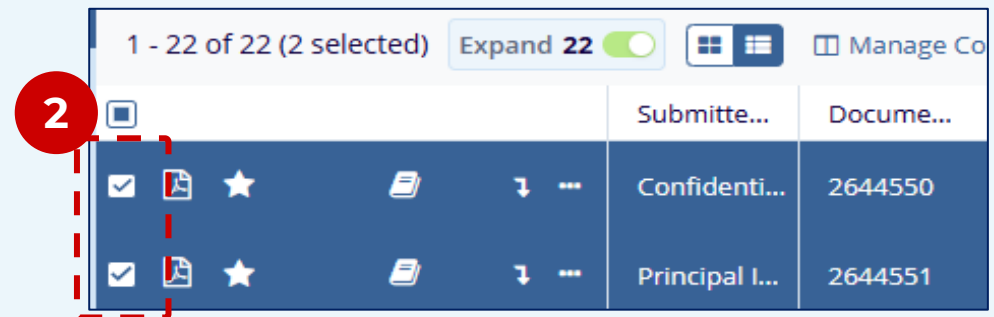 1 - 22 of 22 (2 selected) Expand 22 Manage Co
2
Submitte... Docume...
Confidenti... 2644550
Principal I... 2644551